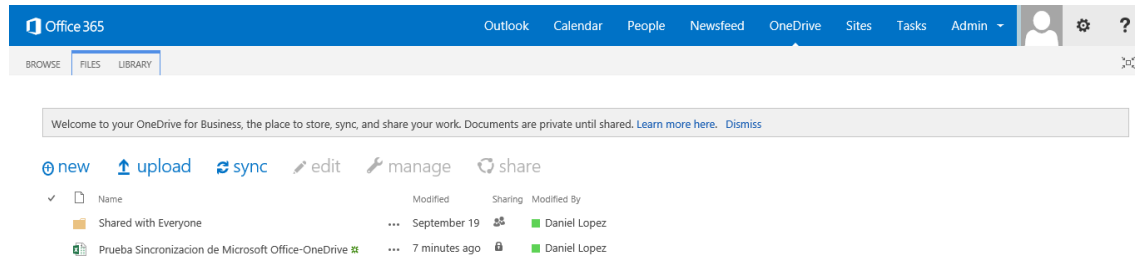 Office 365 Outlook Calendar People Newsfeed OneDrive Sites Tasks Admin ?
BROWSE FILES LIBRARY
Welcome to your OneDrive for Business, the place to store, sync, and share your work. Documents are private until shared. Learn more here. Dismiss
new upload sync edit manage share
Name Modified Sharing Modified By
Shared with Everyone ... September 19 Daniel Lopez
Prueba Sincronizacion de Microsoft Office-OneDrive ... 7 minutes ago Daniel Lopez